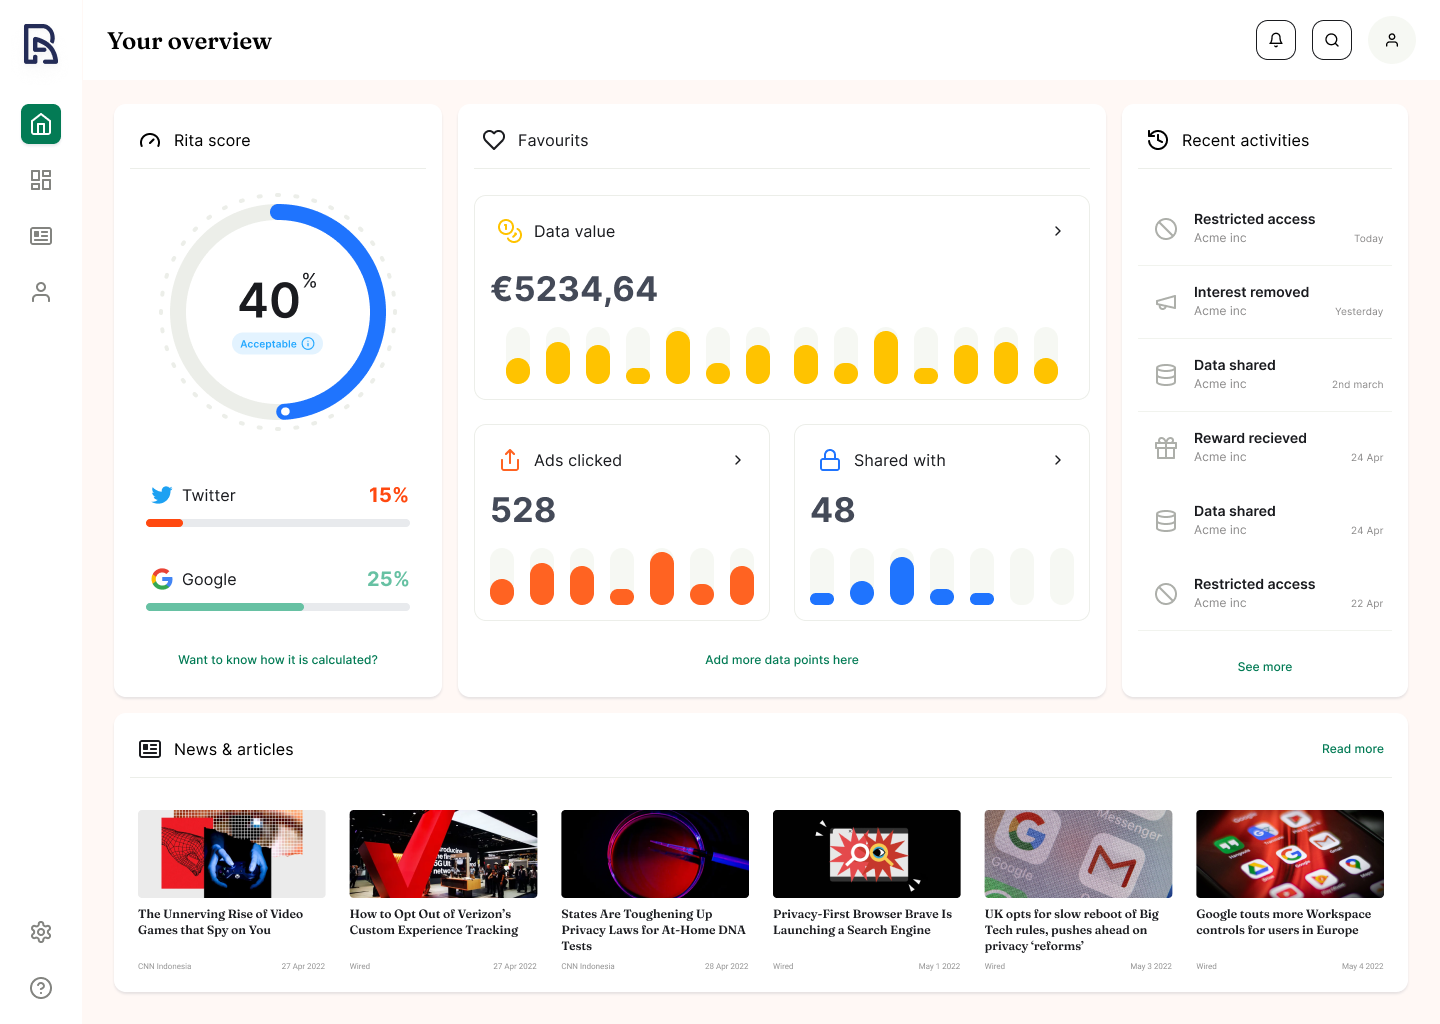 Your overview
Rita score
40%
Acceptable
Twitter
15%
Google
25%
Want to know how it is calculated?
Favourits
Data value
€5234,64
Ads clicked
528
Shared with
48
Add more data points here
Recent activities
Restricted access
Acme inc
Today
Interest removed
Acme inc
Yesterday
Data shared
Acme inc
2nd march
Reward recieved
Acme inc
24 Apr
Data shared
Acme inc
24 Apr
Restricted access
Acme inc
22 Apr
See more
News & articles
Read more
The Unnerving Rise of Video
Games that Spy on You
CNN Indonesia
27 Apr 2022
How to Opt Out of Verizon’s
Custom Experience Tracking
Wired
27 Apr 2022
States Are Toughening Up
Privacy Laws for At-Home DNA
Tests
CNN Indonesia
28 Apr 2022
Privacy-First Browser Brave Is
Launching a Search Engine
Wired
May 1 2022
Messenger
Google
UK opts for slow reboot of Big
Tech rules, pushes ahead on
privacy ‘reforms’
Wired
May 3 2022
Google touts more Workspace
controls for users in Europe
Wired
May 4 2022